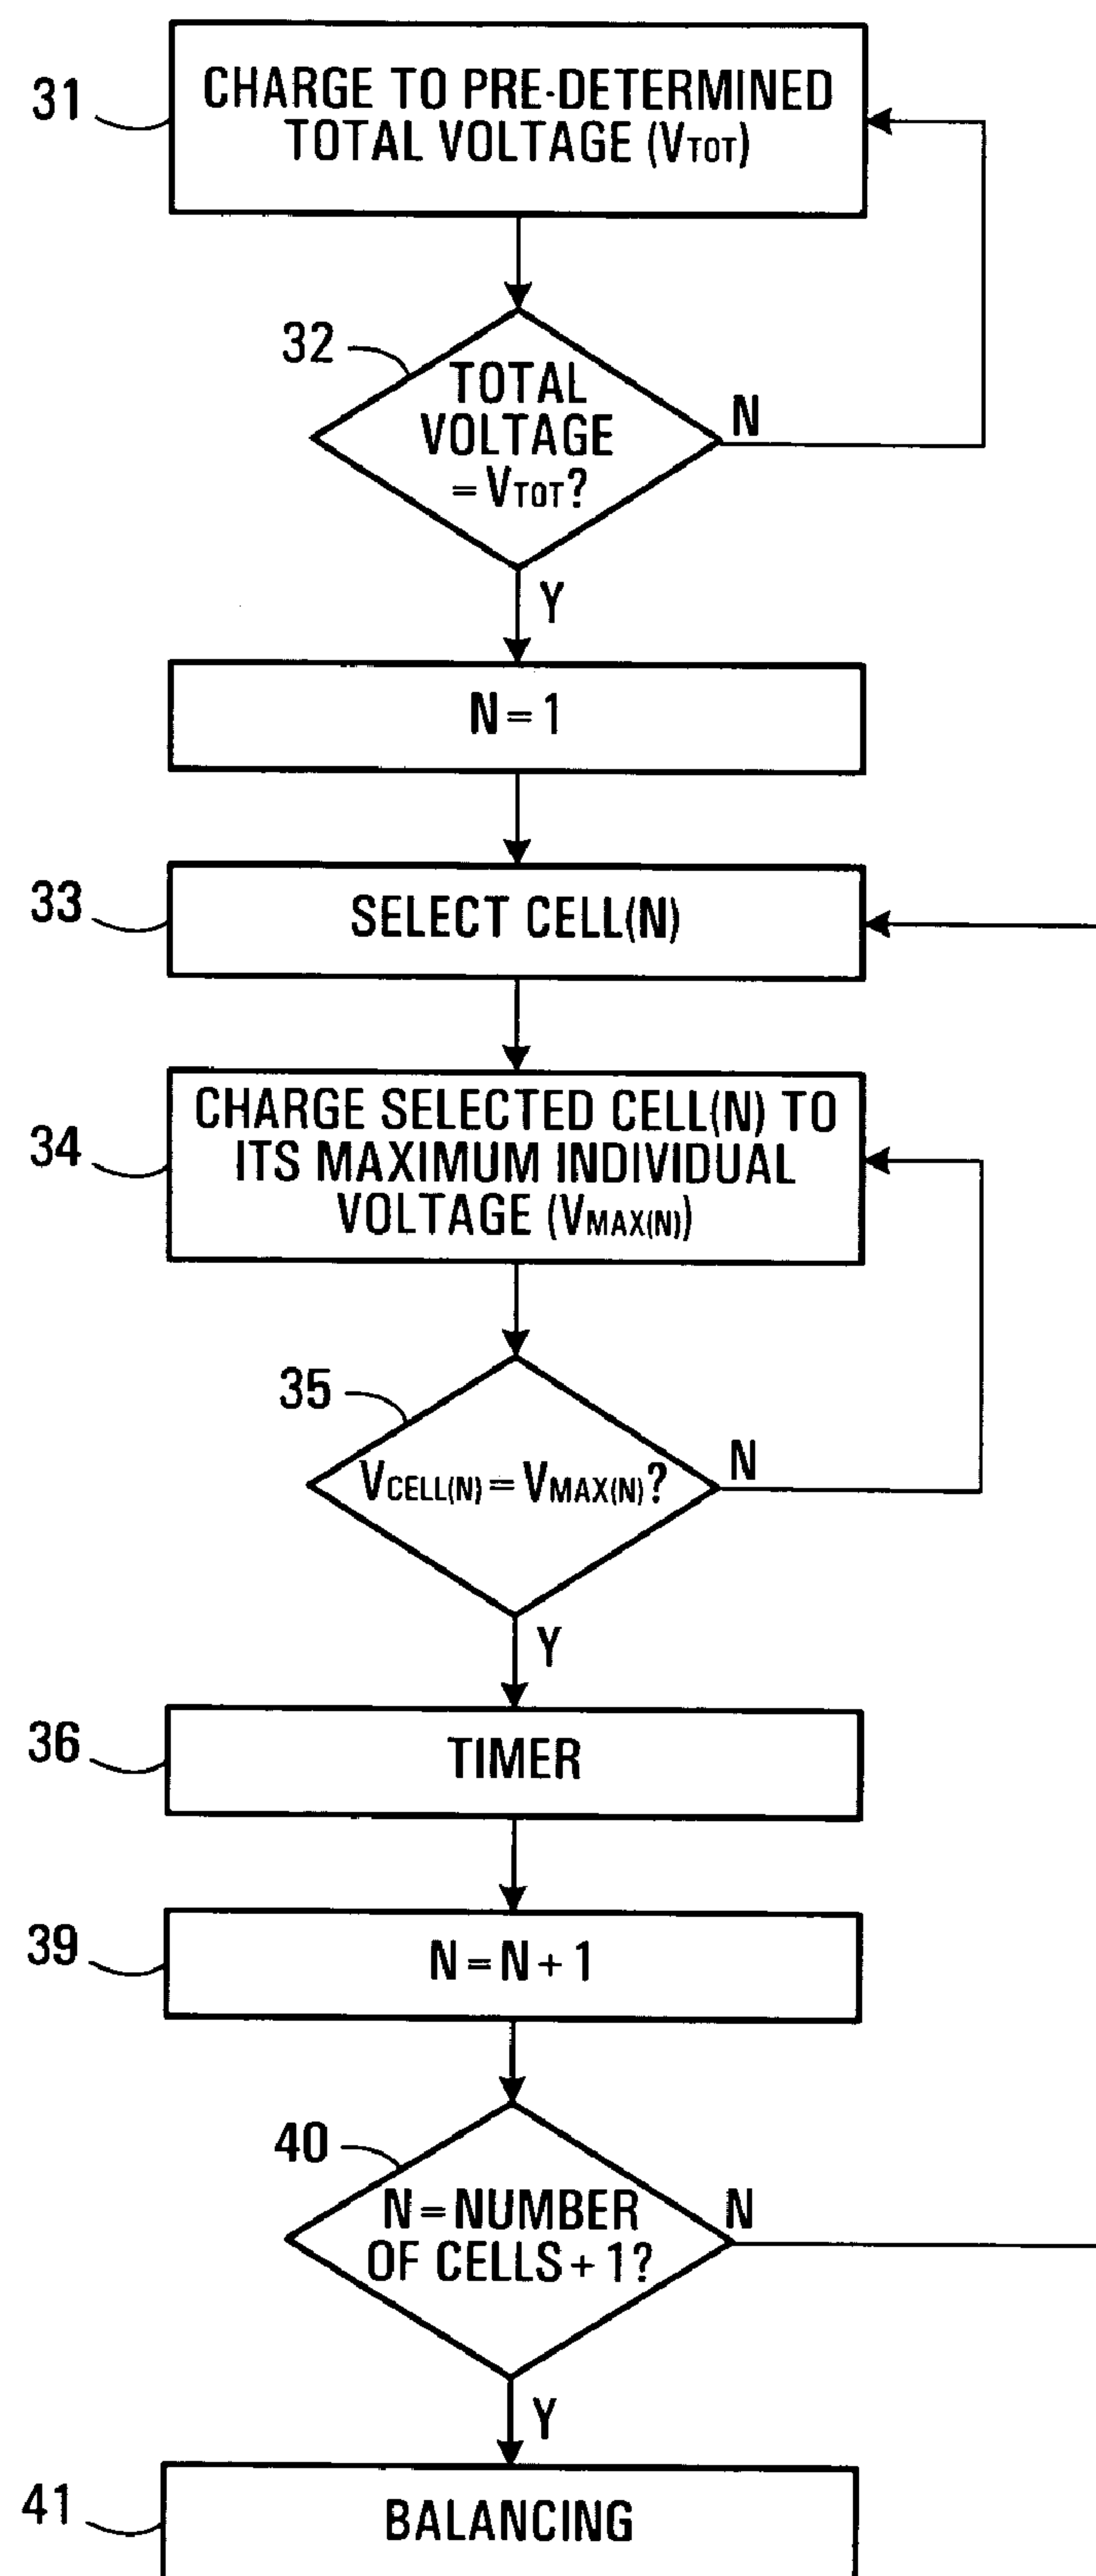 31
CHARGE TO PRE-DETERMINED
TOTAL VOLTAGE (VTOT)
32
TOTAL
VOLTAGE
= VTOT?
N
Y
N = 1
33
SELECT CELL(N)
34
CHARGE SELECTED CELL(N) TO
ITS MAXIMUM INDIVIDUAL
VOLTAGE (VMAX(N))
35
VCELL(N) = VMAX(N)?
N
Y
36
TIMER
39
N = N + 1
40
N = NUMBER
OF CELLS + 1?
N
Y
41
BALANCING